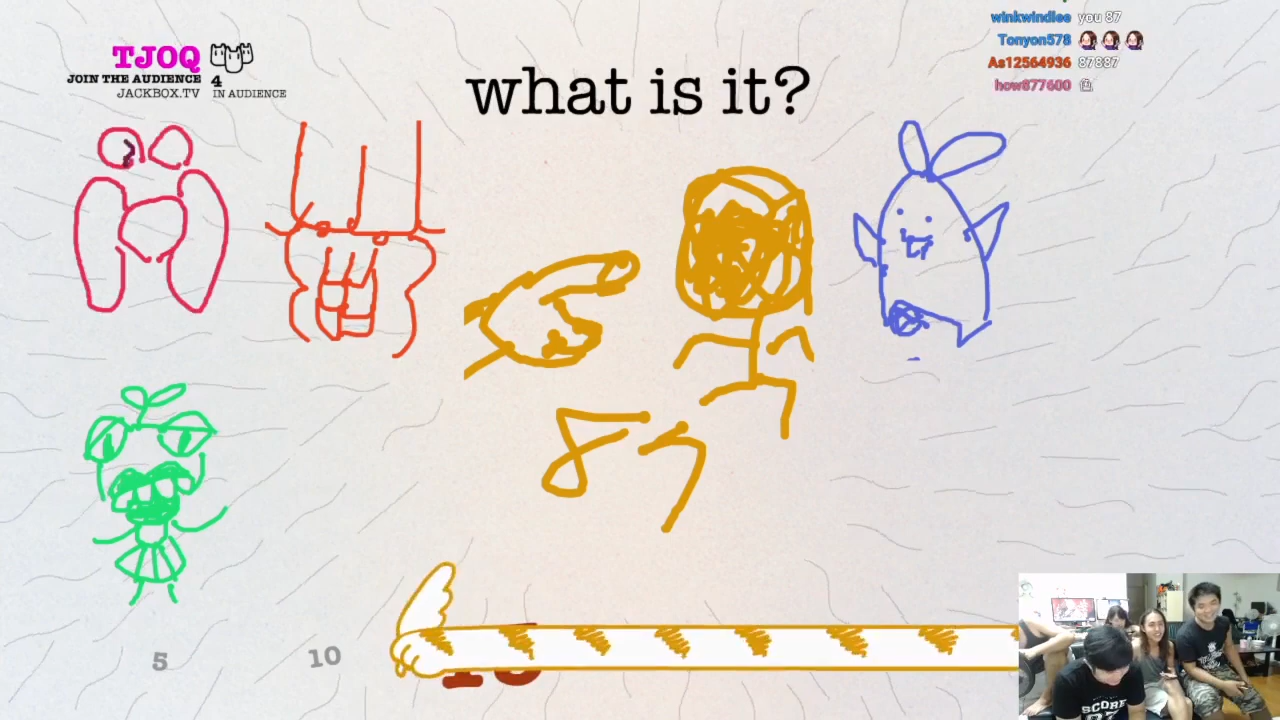 TJOQ
JOIN THE AUDIENCE
JACKBOX.TV
4
IN AUDIENCE
what is it?
winkwindlee you 87
Tonyon578
As12564936 87887
how877600
87
5
10
SCORE